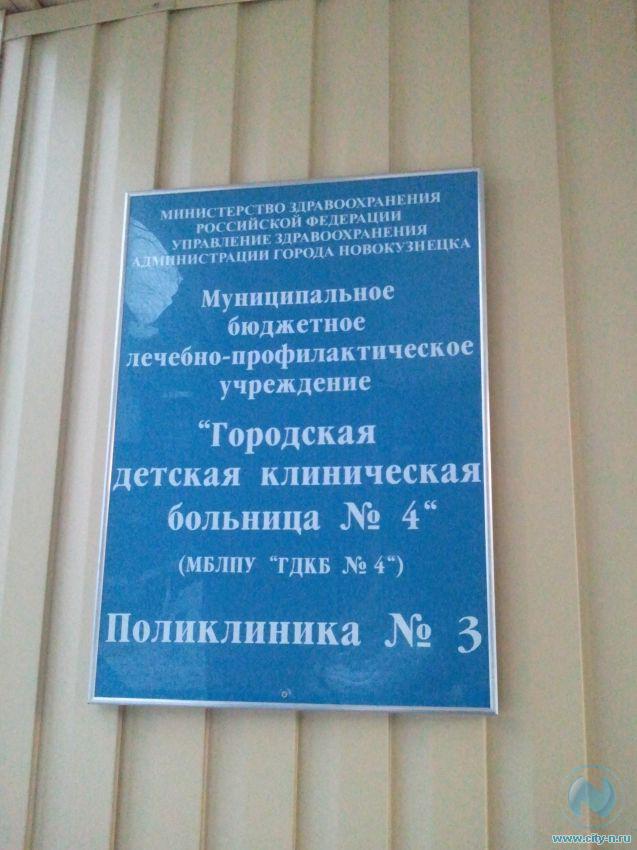 МИНИСТЕРСТВО ЗДРАВООХРАНЕНИЯ
РОССИЙСКОЙ ФЕДЕРАЦИИ
УПРАВЛЕНИЕ ЗДРАВООХРАНЕНИЯ
АДМИНИСТРАЦИИ ГОРОДА НОВОКУЗНЕЦКА
Муниципальное
бюджетное
лечебно-профилактическое
учреждение
“Городская
детская клиническая
больница № 4“
(МБЛПУ “ГДКБ № 4“)
Поликлиника № 3
www.city-n.ru